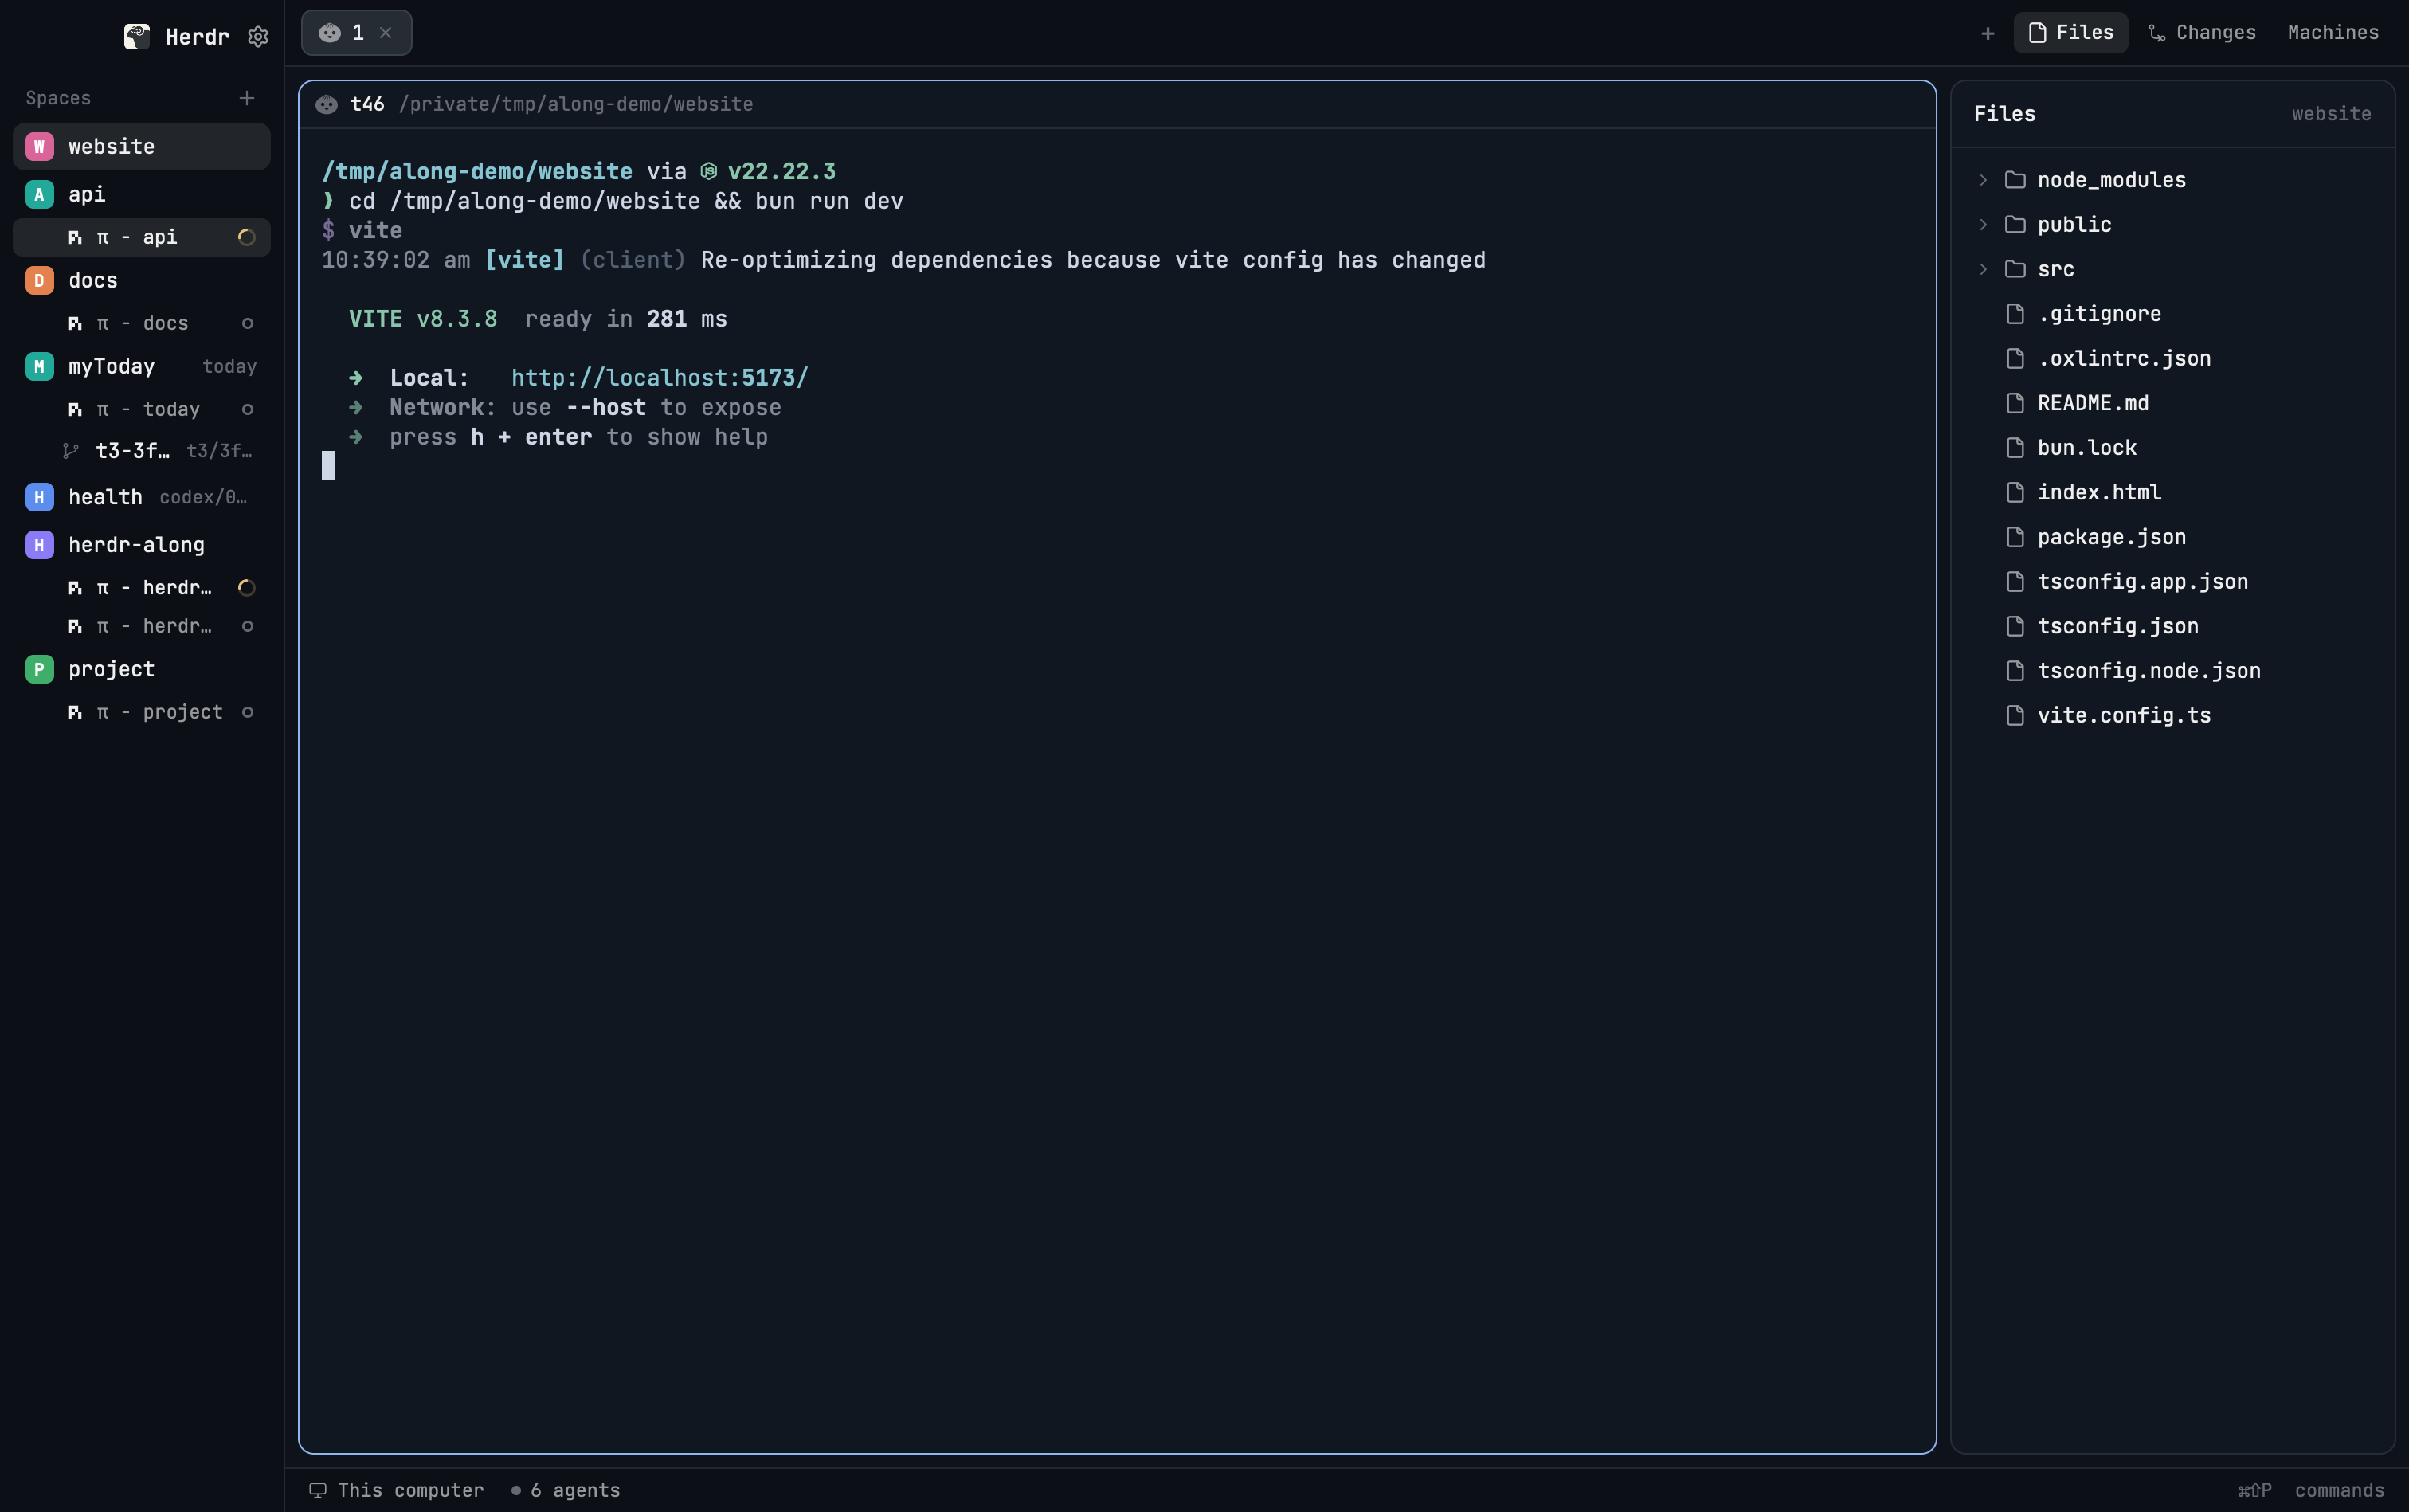 Herdr
Spaces +
W website
A api
π - api
D docs
π - docs
M myToday today
π - today
t3-3f… t3/3f…
H health codex/0…
H herdr-along
π - herdr…
π - herdr…
P project
π - project
1 ×
+ Files Changes Machines
t46 /private/tmp/along-demo/website
/tmp/along-demo/website via v22.22.3
❯ cd /tmp/along-demo/website && bun run dev
$ vite
10:39:02 am [vite] (client) Re-optimizing dependencies because vite config has changed
VITE v8.3.8 ready in 281 ms
➜ Local: http://localhost:5173/
➜ Network: use --host to expose
➜ press h + enter to show help
Files website
node_modules
public
src
.gitignore
.oxlintrc.json
README.md
bun.lock
index.html
package.json
tsconfig.app.json
tsconfig.json
tsconfig.node.json
vite.config.ts
This computer 6 agents
⌘⇧P commands